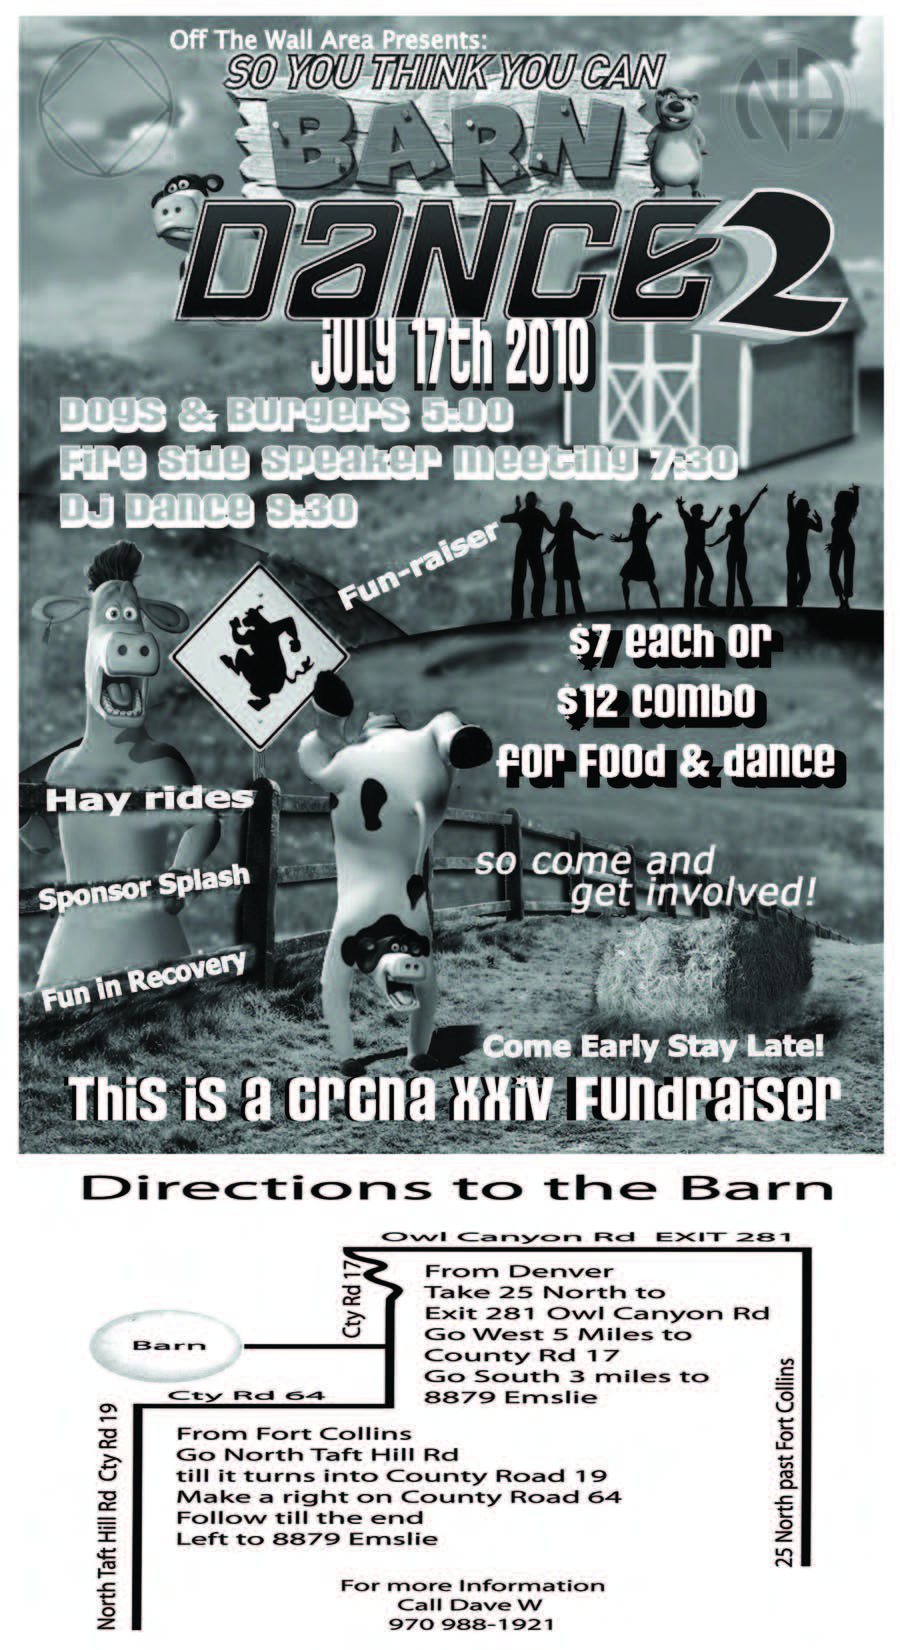 Off The Wall Area Presents:
SO YOU THINK YOU CAN
BARN
NA
DANCE 2
JULY 17th 2010
Dogs & Burgers 5:00
Fire Side Speaker Meeting 7:30
DJ Dance 9:30
Fun-raiser
$7 each or
$12 combo
for Food & dance
Hay rides
Sponsor Splash
Fun in Recovery
so come and
get involved!
Come Early Stay Late!
This is a CRCNA XXIV Fundraiser
Directions to the Barn
Owl Canyon Rd EXIT 281
Cty Rd 17
From Denver
Take 25 North to
Exit 281 Owl Canyon Rd
Go West 5 Miles to
County Rd 17
Go South 3 miles to
8879 Emslie
Barn
Cty Rd 64
North Taft Hill Rd Cty Rd 19
From Fort Collins
Go North Taft Hill Rd
till it turns into County Road 19
Make a right on County Road 64
Follow till the end
Left to 8879 Emslie
25 North past Fort Collins
For more Information
Call Dave W
970 988-1921